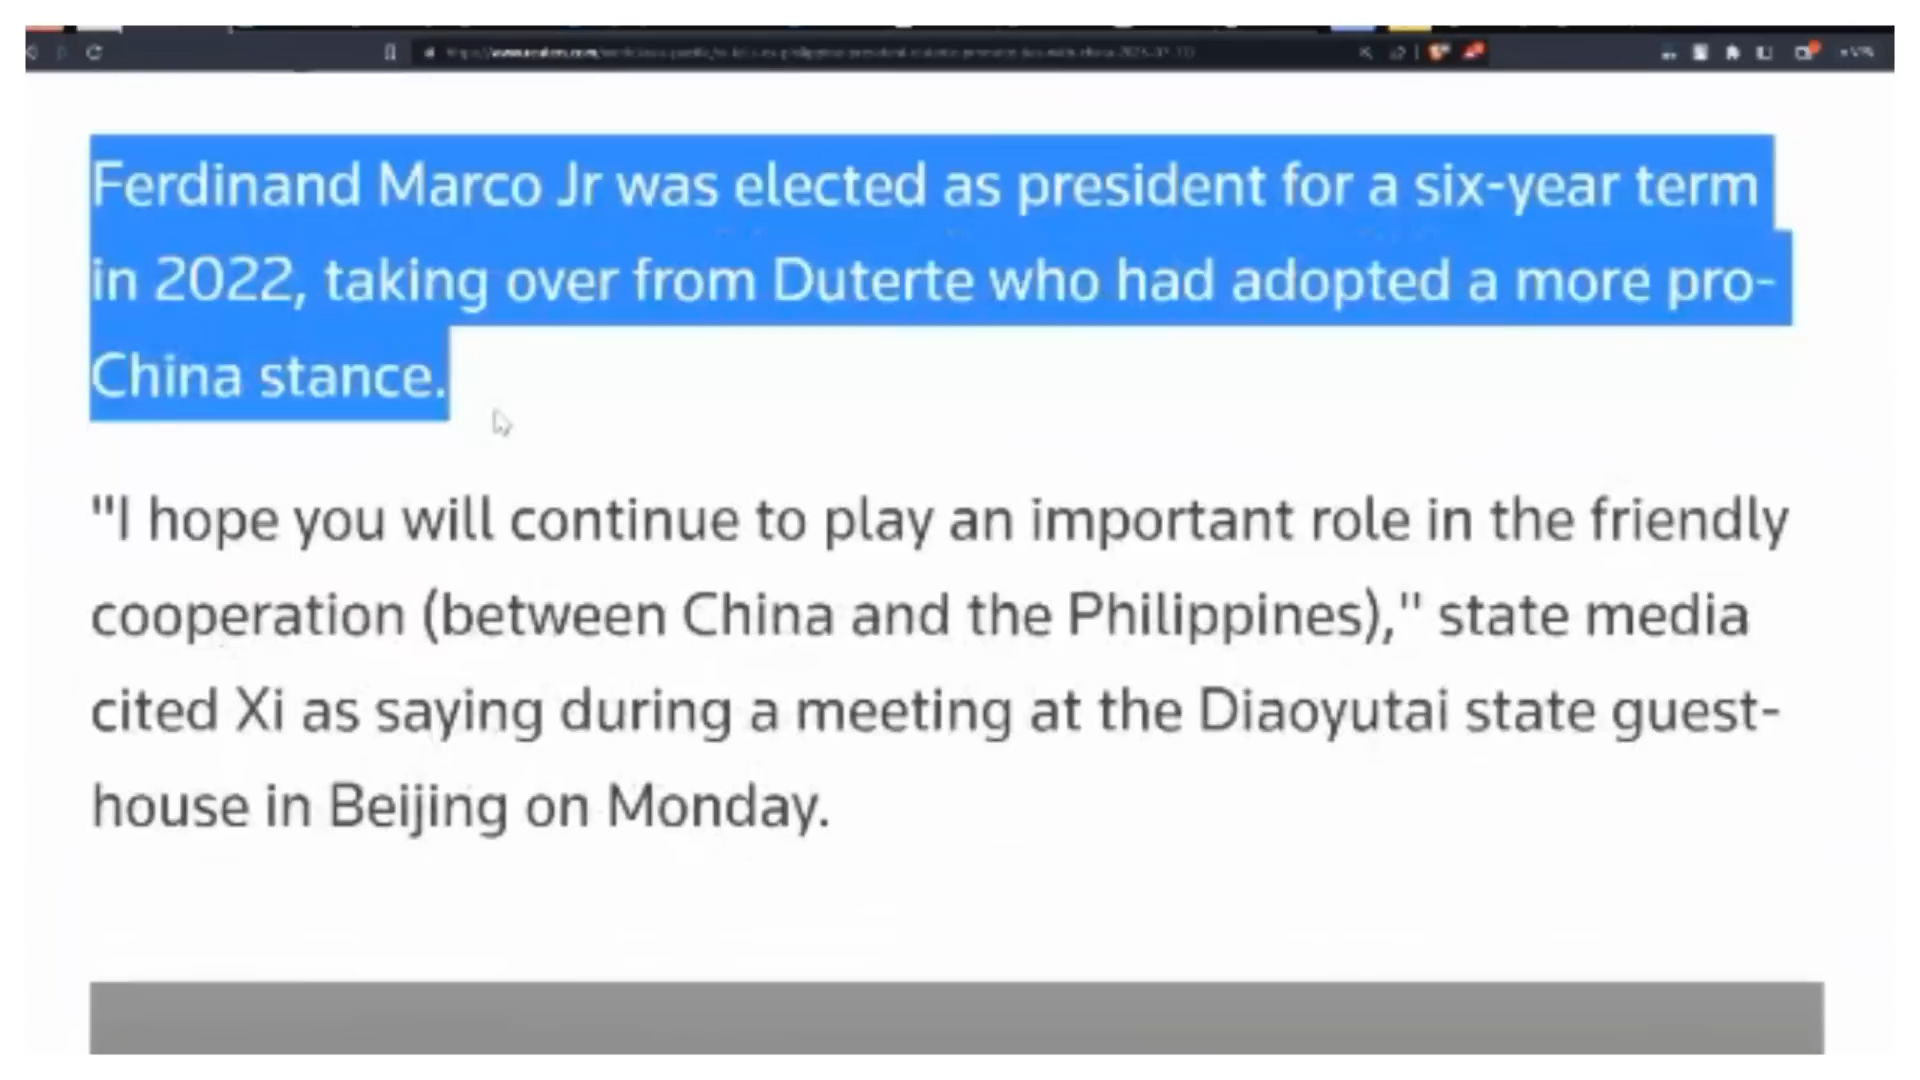 Ferdinand Marco Jr was elected as president for a six-year term
in 2022, taking over from Duterte who had adopted a more pro-
China stance.
"I hope you will continue to play an important role in the friendly
cooperation (between China and the Philippines)," state media
cited Xi as saying during a meeting at the Diaoyutai state guest-
house in Beijing on Monday.